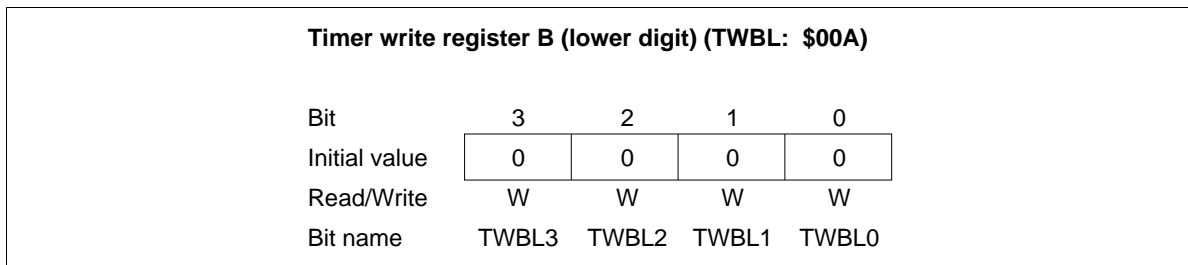 Timer write register B (lower digit) (TWBL: $00A)
Bit 3 2 1 0
Initial value 0 0 0 0
Read/Write W W W W
Bit name TWBL3 TWBL2 TWBL1 TWBL0